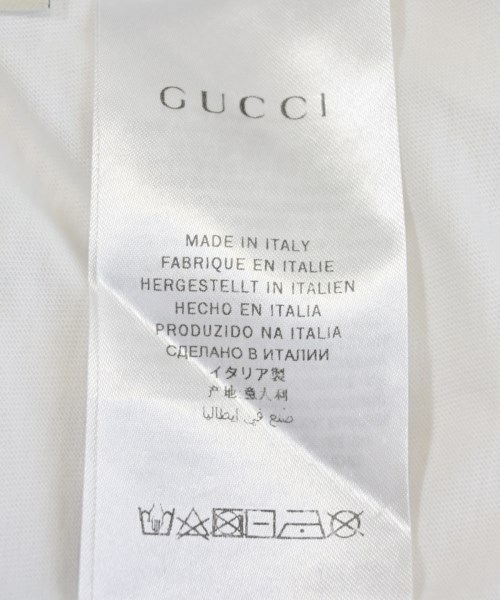 GUCCI
MADE IN ITALY
FABRIQUE EN ITALIE
HERGESTELLT IN ITALIEN
HECHO EN ITALIA
PRODUZIDO NA ITALIA
СДЕЛАНО В ИТАЛИИ
イタリア製
产地 意大利
صنع في ايطاليا